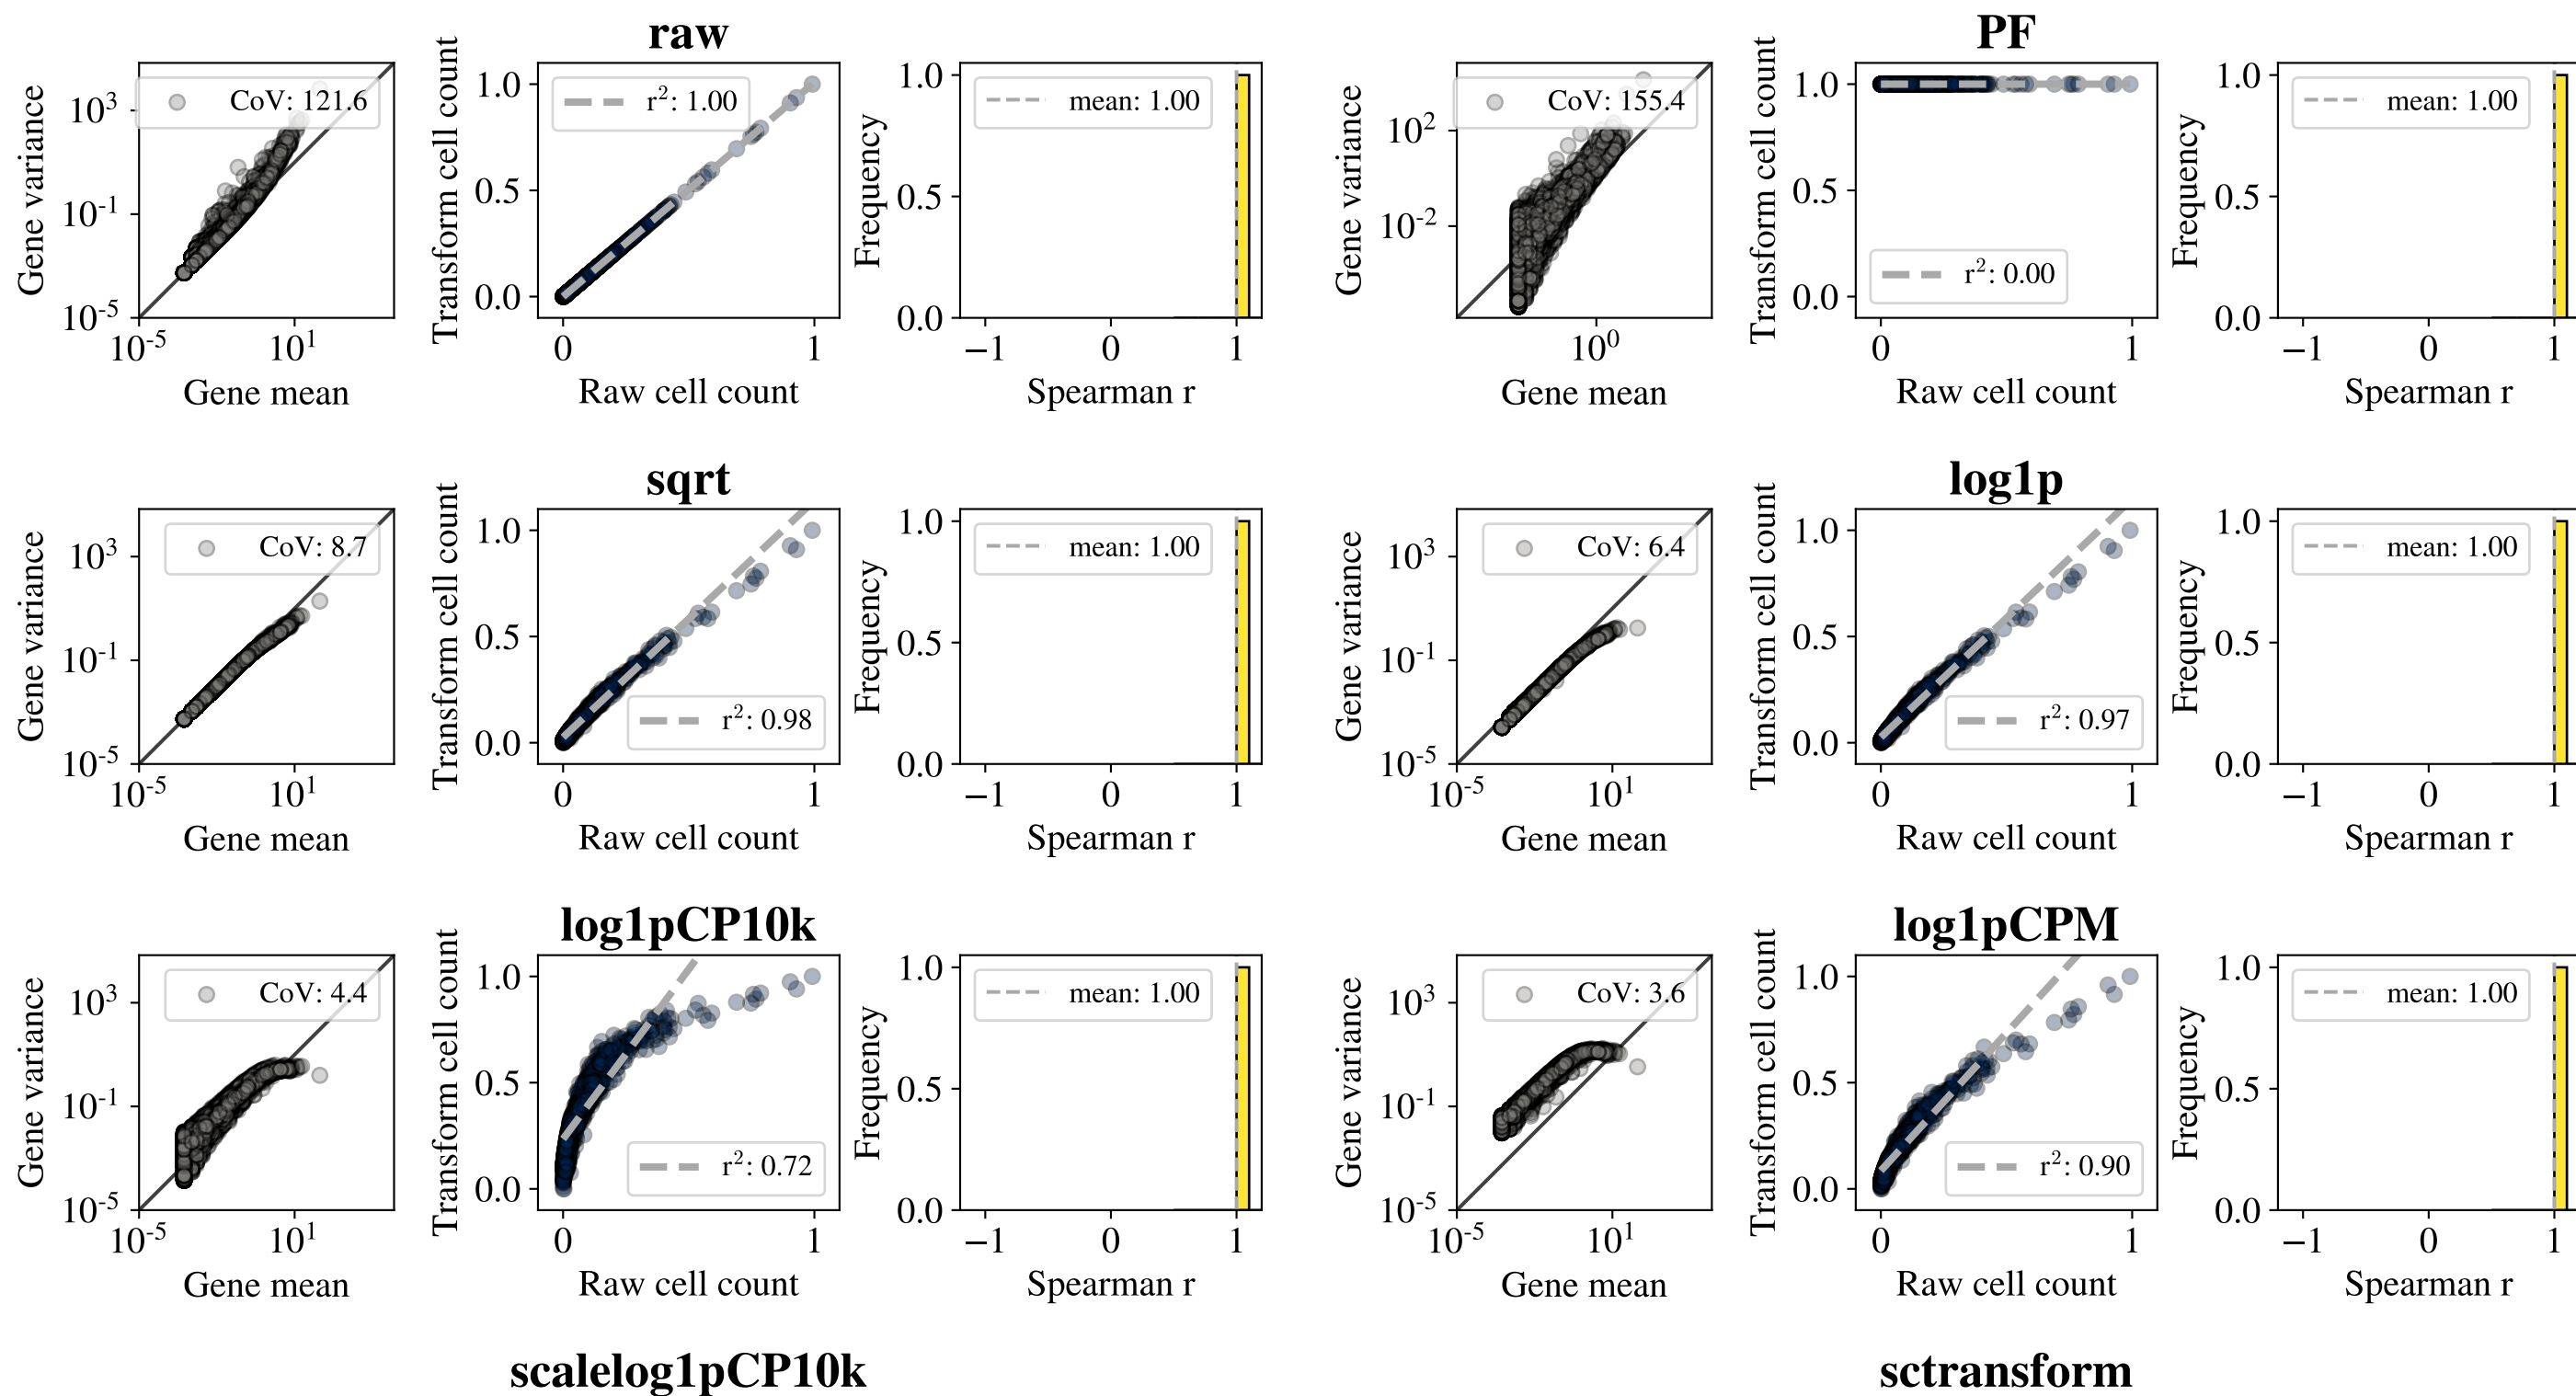 raw
Gene variance
10³
10⁻¹
10⁻⁵
CoV: 121.6
10⁻⁵ 10¹
Gene mean
Transform cell count
1.0
0.5
0.0
r²: 1.00
0 1
Raw cell count
Frequency
1.0
0.5
0.0
mean: 1.00
−1 0 1
Spearman r
PF
Gene variance
10²
10⁻²
CoV: 155.4
10⁰
Gene mean
Transform cell count
1.0
0.5
0.0
r²: 0.00
0 1
Raw cell count
Frequency
1.0
0.5
0.0
mean: 1.00
−1 0 1
Spearman r
sqrt
Gene variance
10³
10⁻¹
10⁻⁵
CoV: 8.7
10⁻⁵ 10¹
Gene mean
Transform cell count
1.0
0.5
0.0
r²: 0.98
0 1
Raw cell count
Frequency
1.0
0.5
0.0
mean: 1.00
−1 0 1
Spearman r
log1p
Gene variance
10³
10⁻¹
10⁻⁵
CoV: 6.4
10⁻⁵ 10¹
Gene mean
Transform cell count
1.0
0.5
0.0
r²: 0.97
0 1
Raw cell count
Frequency
1.0
0.5
0.0
mean: 1.00
−1 0 1
Spearman r
log1pCP10k
Gene variance
10³
10⁻¹
10⁻⁵
CoV: 4.4
10⁻⁵ 10¹
Gene mean
Transform cell count
1.0
0.5
0.0
r²: 0.72
0 1
Raw cell count
Frequency
1.0
0.5
0.0
mean: 1.00
−1 0 1
Spearman r
log1pCPM
Gene variance
10³
10⁻¹
10⁻⁵
CoV: 3.6
10⁻⁵ 10¹
Gene mean
Transform cell count
1.0
0.5
0.0
r²: 0.90
0 1
Raw cell count
Frequency
1.0
0.5
0.0
mean: 1.00
−1 0 1
Spearman r
scalelog1pCP10k
sctransform